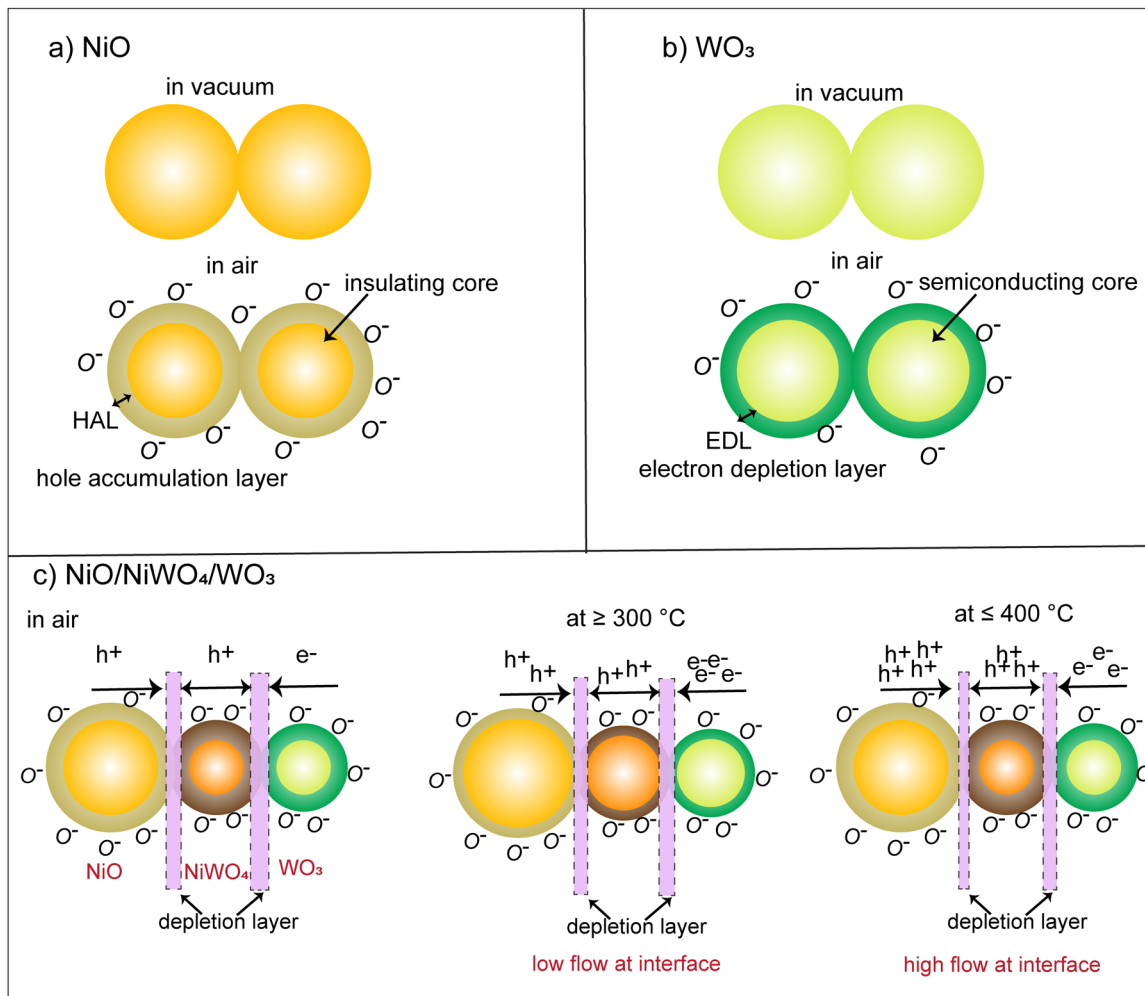 a) NiO
in vacuum
in air
insulating core
O- O- O- O- O- O- O- O- O- O- O-
HAL
hole accumulation layer
b) WO₃
in vacuum
in air
semiconducting core
O- O- O- O- O- O- O-
EDL
electron depletion layer
c) NiO/NiWO₄/WO₃
in air
h+ h+ e-
O- O- O- O- O- O- O- O- O- O- O- O- O- O- O-
NiO NiWO₄ WO₃
depletion layer
at ≥ 300 °C
h+ h+ h+ h+ e- e- e- e-
O- O- O- O- O- O- O- O- O- O- O- O- O- O-
depletion layer
low flow at interface
at ≤ 400 °C
h+ h+ h+ h+ h+ h+ h+ e- e- e-
O- O- O- O- O- O- O- O- O- O- O- O- O- O-
depletion layer
high flow at interface